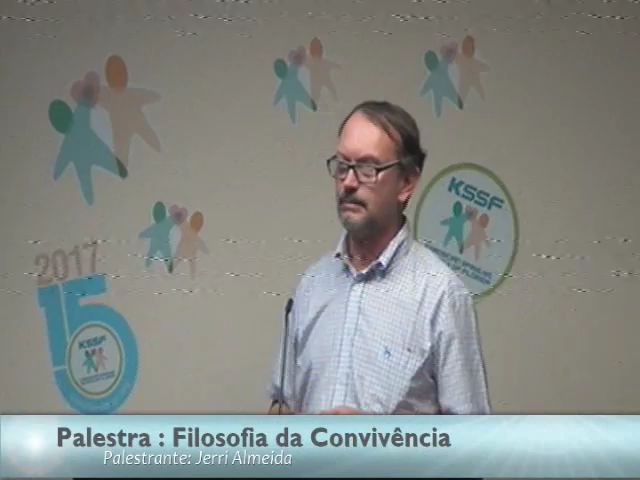 KSSF
2017
15
KSSF
Palestra : Filosofia da Convivência
Palestrante: Jerri Almeida